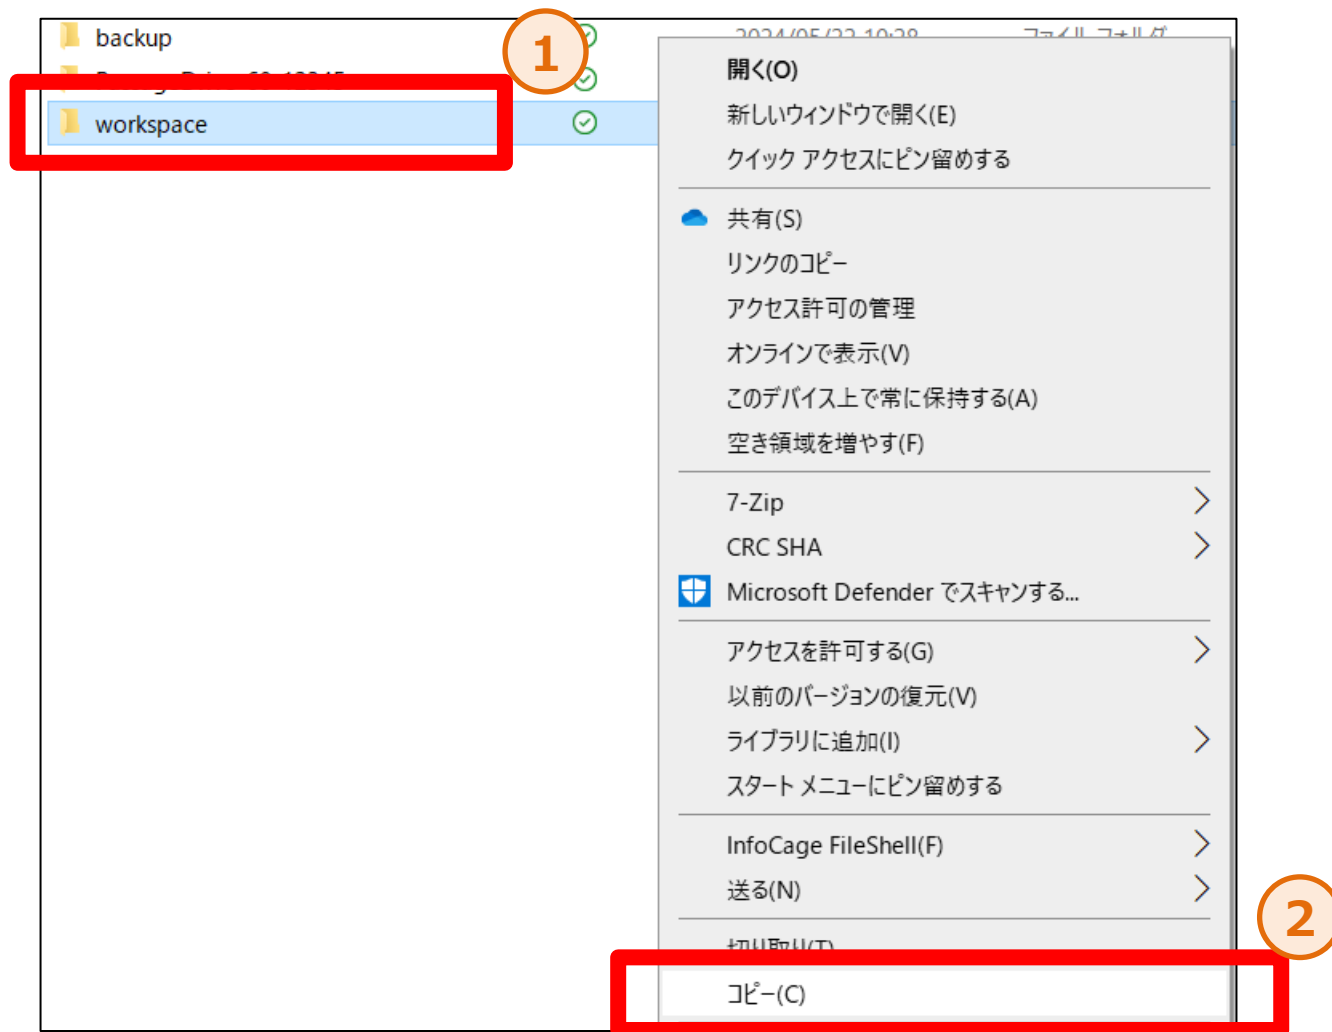 backup
1
workspace
開く(O)
新しいウィンドウで開く(E)
クイック アクセスにピン留めする
共有(S)
リンクのコピー
アクセス許可の管理
オンラインで表示(V)
このデバイス上で常に保持する(A)
空き領域を増やす(F)
7-Zip
CRC SHA
Microsoft Defender でスキャンする...
アクセスを許可する(G)
以前のバージョンの復元(V)
ライブラリに追加(I)
スタート メニューにピン留めする
InfoCage FileShell(F)
送る(N)
2
切り取り(T)
コピー(C)